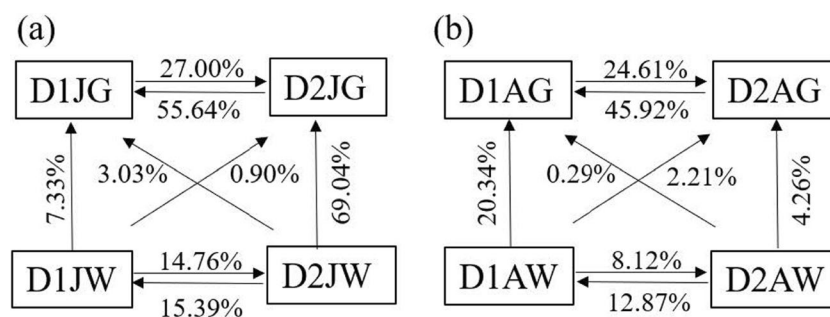 (a)
(b)
27.00%
D1JG
D2JG
55.64%
24.61%
D1AG
D2AG
45.92%
7.33%
3.03%
0.90%
69.04%
20.34%
0.29%
2.21%
4.26%
14.76%
D1JW
D2JW
15.39%
8.12%
D1AW
D2AW
12.87%